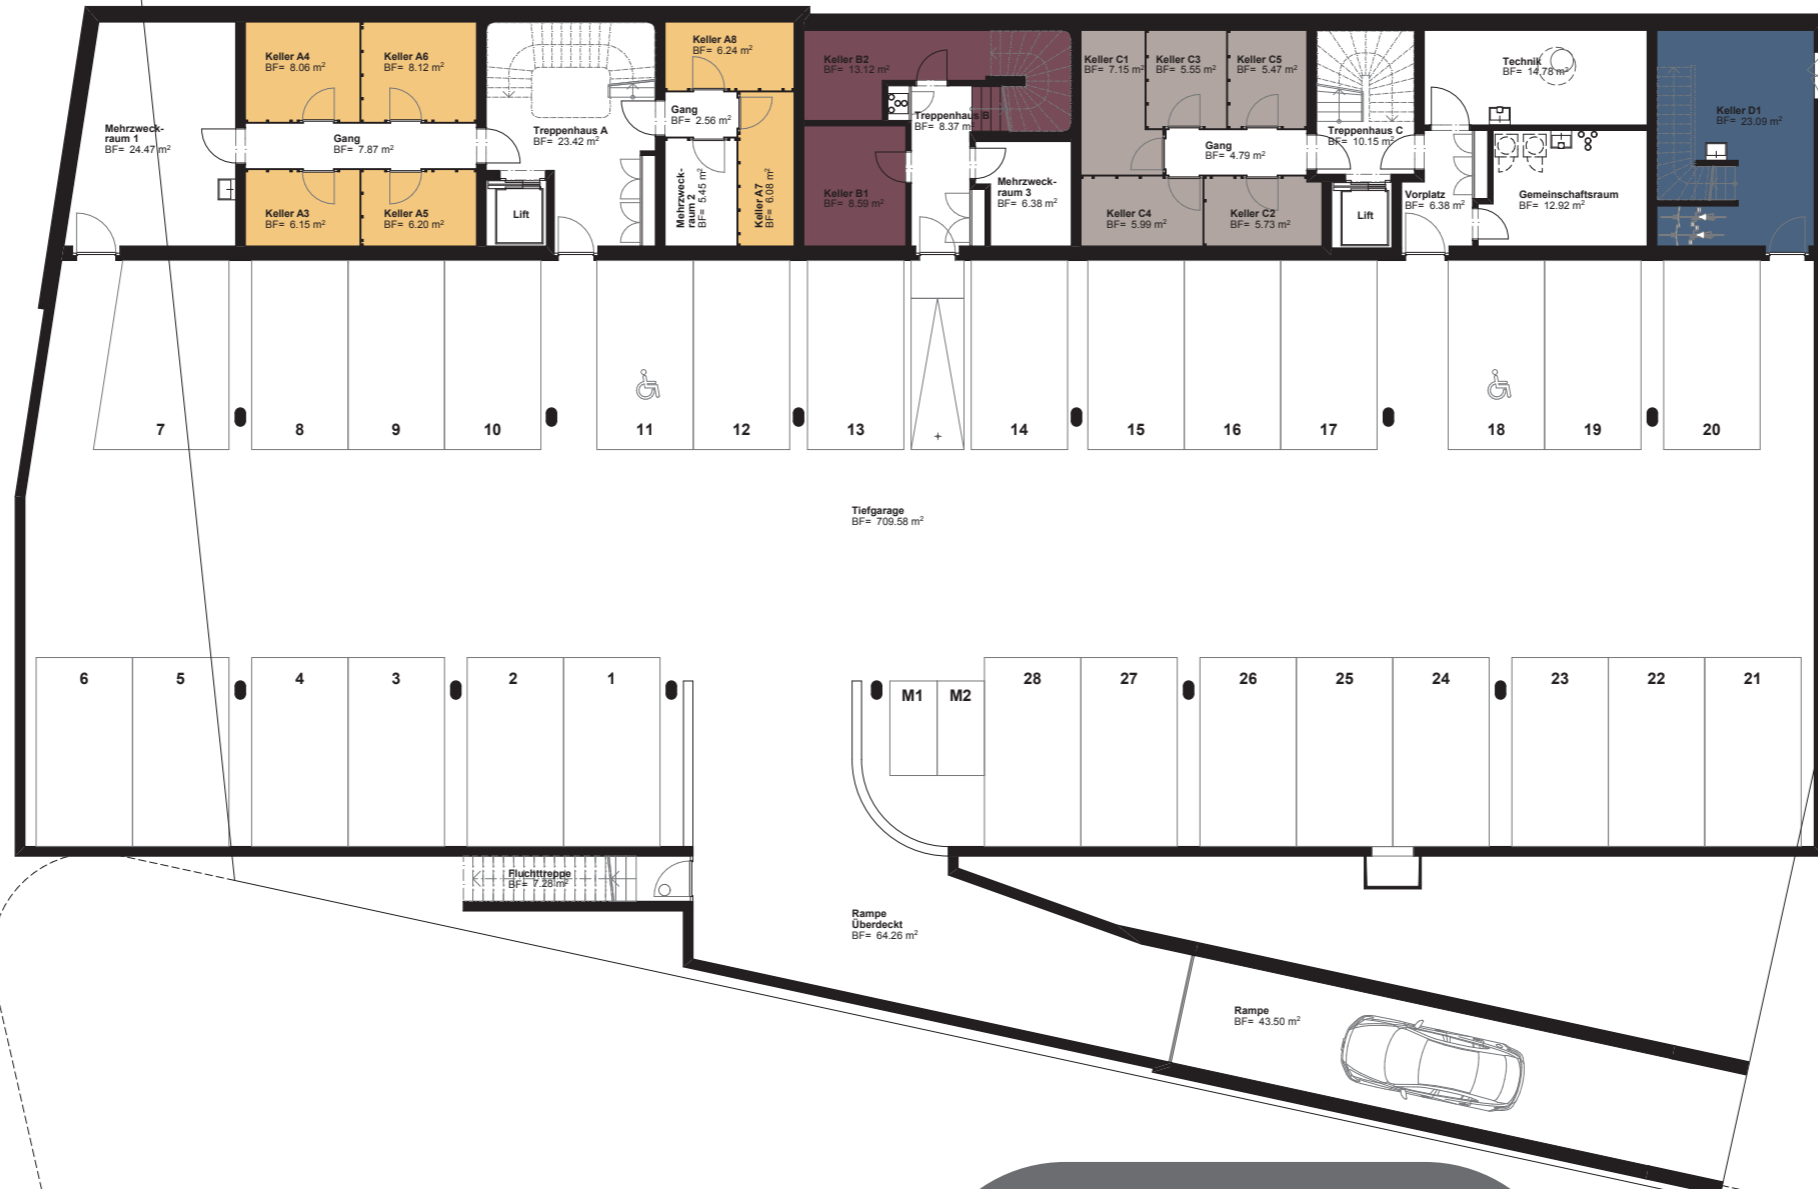 Keller A4
BF= 8.06 m²
Keller A6
BF= 8.12 m²
Keller A8
BF= 6.24 m²
Keller B2
BF= 13.12 m²
Keller C1
BF= 7.15 m²
Keller C3
BF= 5.55 m²
Keller C5
BF= 5.47 m²
Technik
BF= 14.78 m²
Keller D1
BF= 23.09 m²
Mehrzweck-
raum 1
BF= 24.47 m²
Gang
BF= 7.87 m²
Treppenhaus A
BF= 23.42 m²
Gang
BF= 2.56 m²
Treppenhaus B
BF= 8.37 m²
Gang
BF= 4.79 m²
Treppenhaus C
BF= 10.15 m²
Keller A3
BF= 6.15 m²
Keller A5
BF= 6.20 m²
Lift
Mehrzweck-
raum 2
BF= 5.45 m²
Keller A7
BF= 6.08 m²
Keller B1
BF= 8.59 m²
Mehrzweck-
raum 3
BF= 6.38 m²
Keller C4
BF= 5.99 m²
Keller C2
BF= 5.73 m²
Lift
Vorplatz
BF= 6.38 m²
Gemeinschaftsraum
BF= 12.92 m²
7
8
9
10
11
12
13
14
15
16
17
18
19
20
Tiefgarage
BF= 709.58 m²
6
5
4
3
2
1
M1
M2
28
27
26
25
24
23
22
21
Fluchttreppe
BF= 7.28 m²
Rampe
Überdeckt
BF= 64.26 m²
Rampe
BF= 43.50 m²